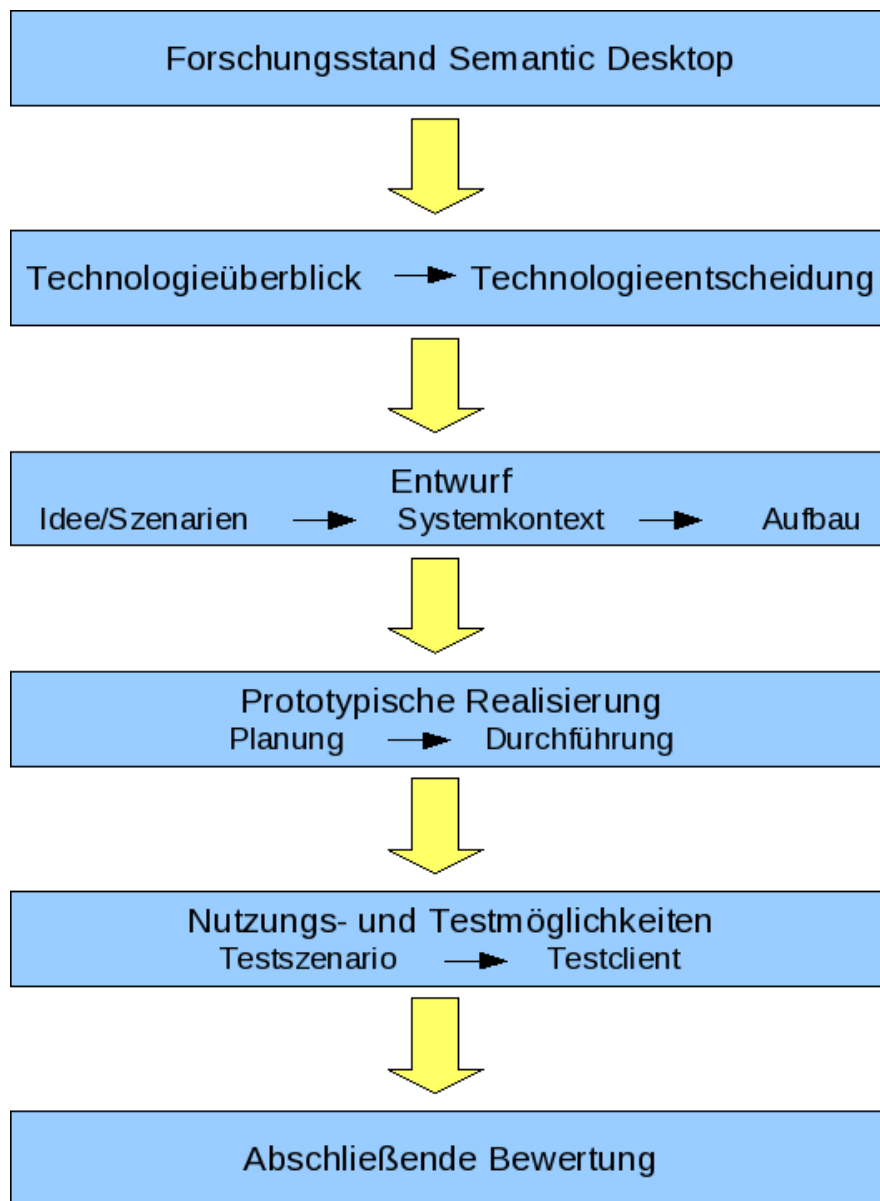 Forschungsstand Semantic Desktop
Technologieüberblick Technologieentscheidung
Entwurf
Idee/Szenarien Systemkontext Aufbau
Prototypische Realisierung
Planung Durchführung
Nutzungs- und Testmöglichkeiten
Testszenario Testclient
Abschließende Bewertung